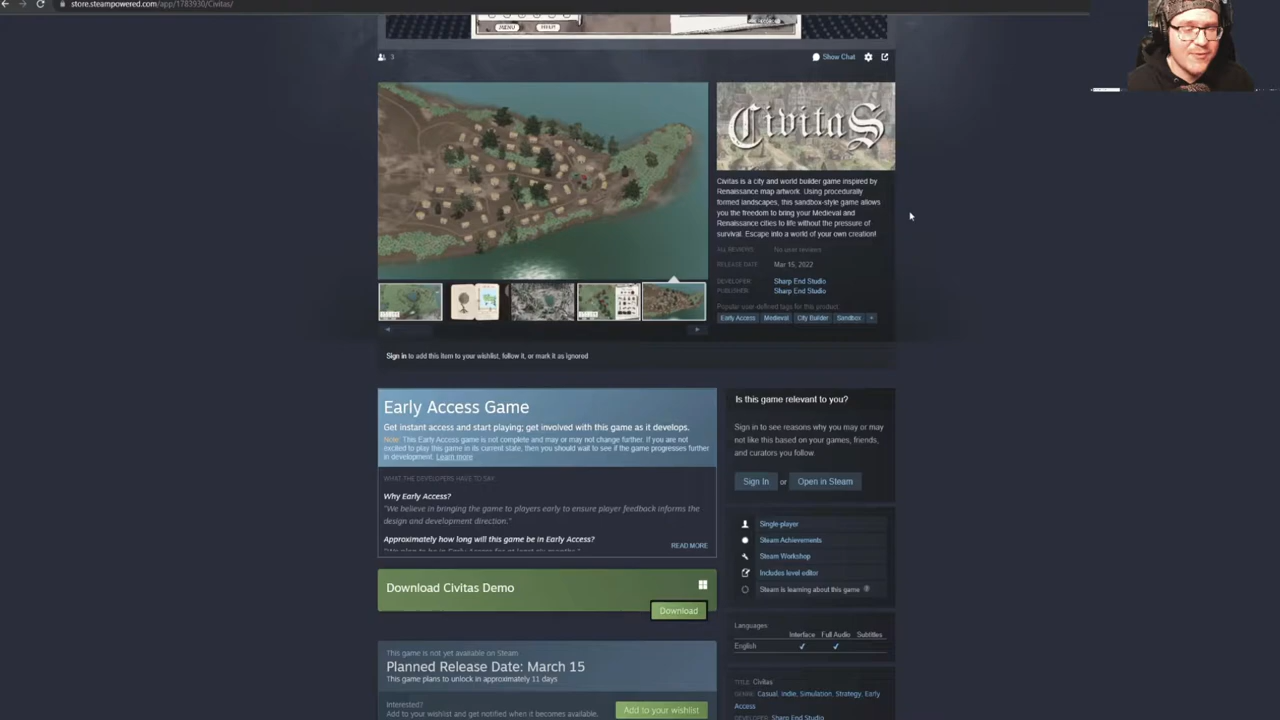 store.steampowered.com/app/1783930/Civitas/
MENU
3
Show Chat
Civitas
Civitas is a city and world builder game inspired by
Renaissance map artwork. Using procedurally
formed landscapes, this sandbox-style game allows
you the freedom to bring your Medieval and
Renaissance cities to life without the pressure of
survival. Escape into a world of your own creation!
ALL REVIEWS: No user reviews
RELEASE DATE: Mar 15, 2022
DEVELOPER: Sharp End Studio
PUBLISHER: Sharp End Studio
Popular user-defined tags for this product:
Early Access Medieval City Builder Sandbox +
Sign in to add this item to your wishlist, follow it, or mark it as ignored
Early Access Game
Get instant access and start playing; get involved with this game as it develops.
Note: This Early Access game is not complete and may or may not change further. If you are not
excited to play this game in its current state, then you should wait to see if the game progresses further
in development. Learn more
WHAT THE DEVELOPERS HAVE TO SAY:
Why Early Access?
"We believe in bringing the game to players early to ensure player feedback informs the
design and development direction."
Approximately how long will this game be in Early Access?
READ MORE
Download Civitas Demo
Download
This game is not yet available on Steam
Planned Release Date: March 15
This game plans to unlock in approximately 11 days
Interested?
Add to your wishlist and get notified when it becomes available.
Add to your wishlist
Is this game relevant to you?
Sign in to see reasons why you may or may
not like this based on your games, friends,
and curators you follow.
Sign In or Open in Steam
Single-player
Steam Achievements
Steam Workshop
Includes level editor
Steam is learning about this game ?
Languages:
Interface Full Audio Subtitles
English ✔ ✔
TITLE: Civitas
GENRE: Casual, Indie, Simulation, Strategy, Early
Access
DEVELOPER: Sharp End Studio